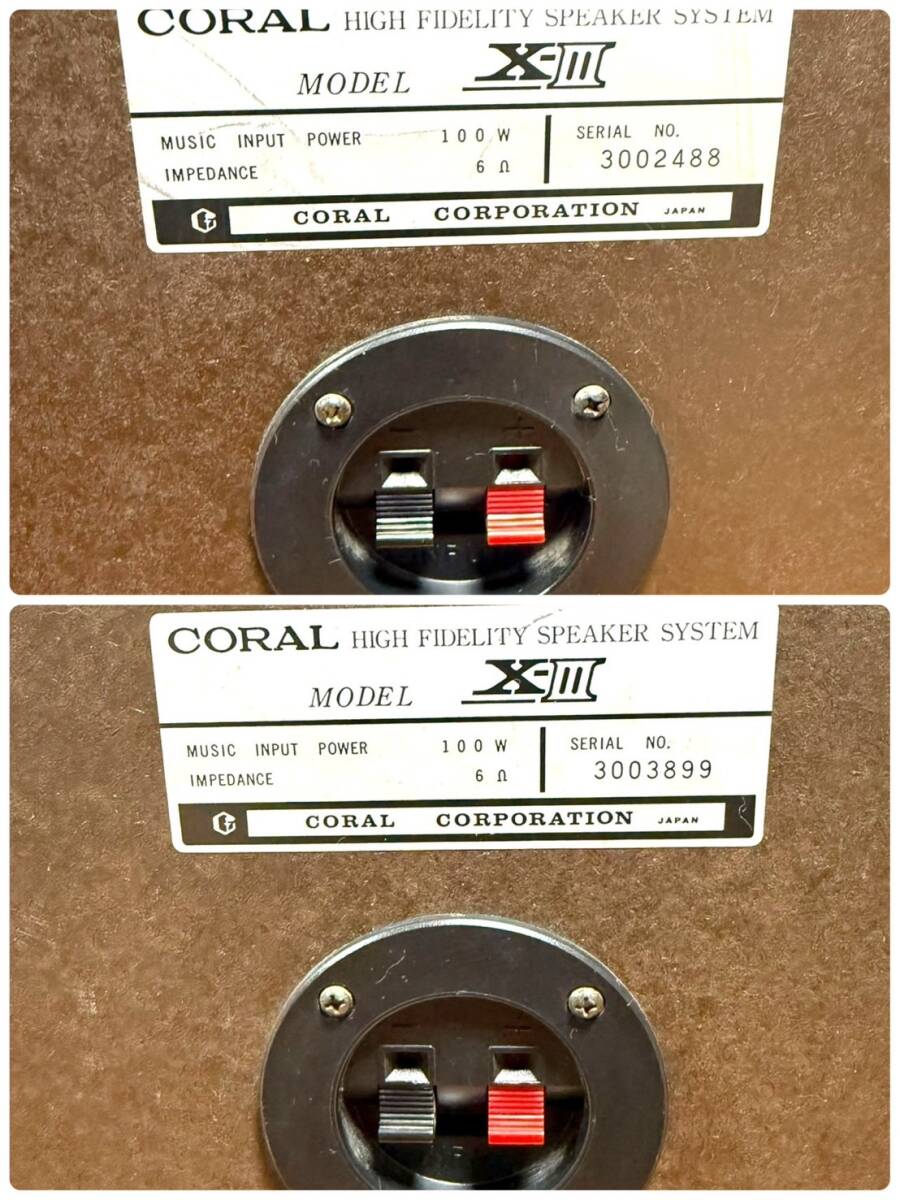 CORAL HIGH FIDELITY SPEAKER SYSTEM
MODEL X-III
MUSIC INPUT POWER 100 W
IMPEDANCE 6 Ω
SERIAL NO.
3002488
CORAL CORPORATION JAPAN
- +
CORAL HIGH FIDELITY SPEAKER SYSTEM
MODEL X-III
MUSIC INPUT POWER 100 W
IMPEDANCE 6 Ω
SERIAL NO.
3003899
CORAL CORPORATION JAPAN
- +